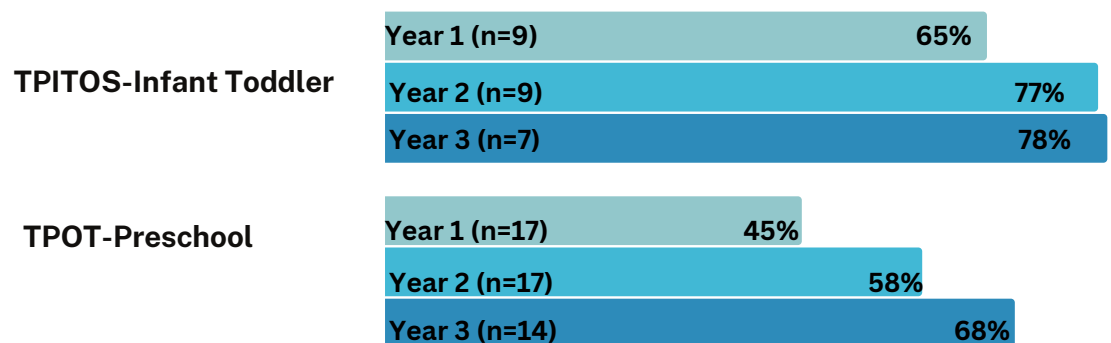 TPITOS-Infant Toddler
Year 1 (n=9) 65%
Year 2 (n=9) 77%
Year 3 (n=7) 78%
TPOT-Preschool
Year 1 (n=17) 45%
Year 2 (n=17) 58%
Year 3 (n=14) 68%